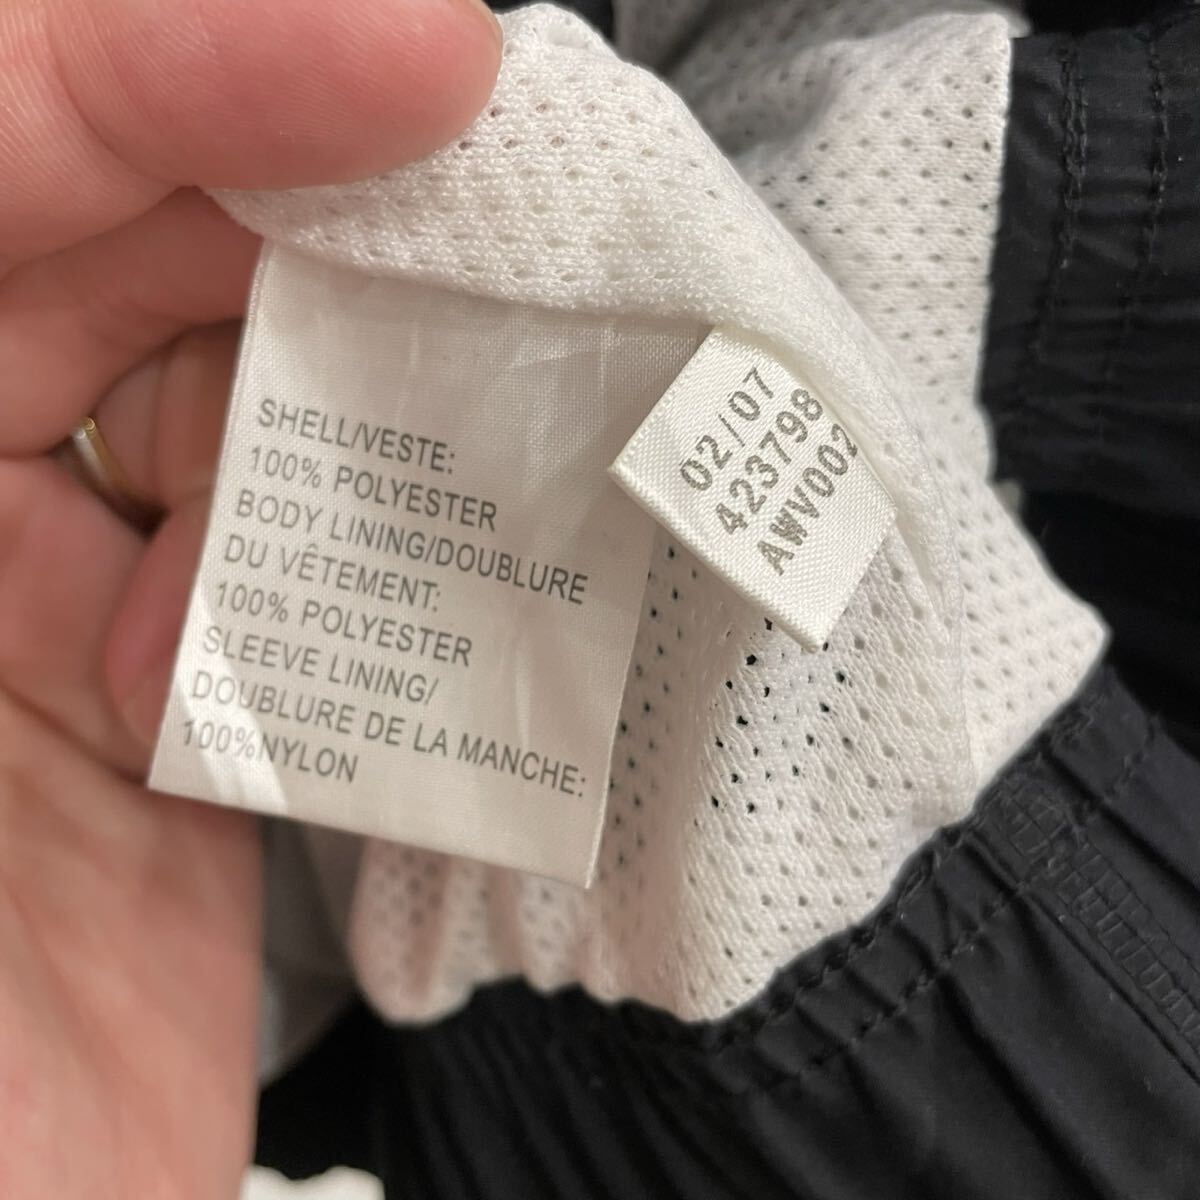 SHELL/VESTE:
100% POLYESTER
BODY LINING/DOUBLURE
DU VÊTEMENT:
100% POLYESTER
SLEEVE LINING/
DOUBLURE DE LA MANCHE:
100%NYLON
02/07
423798
AWV002